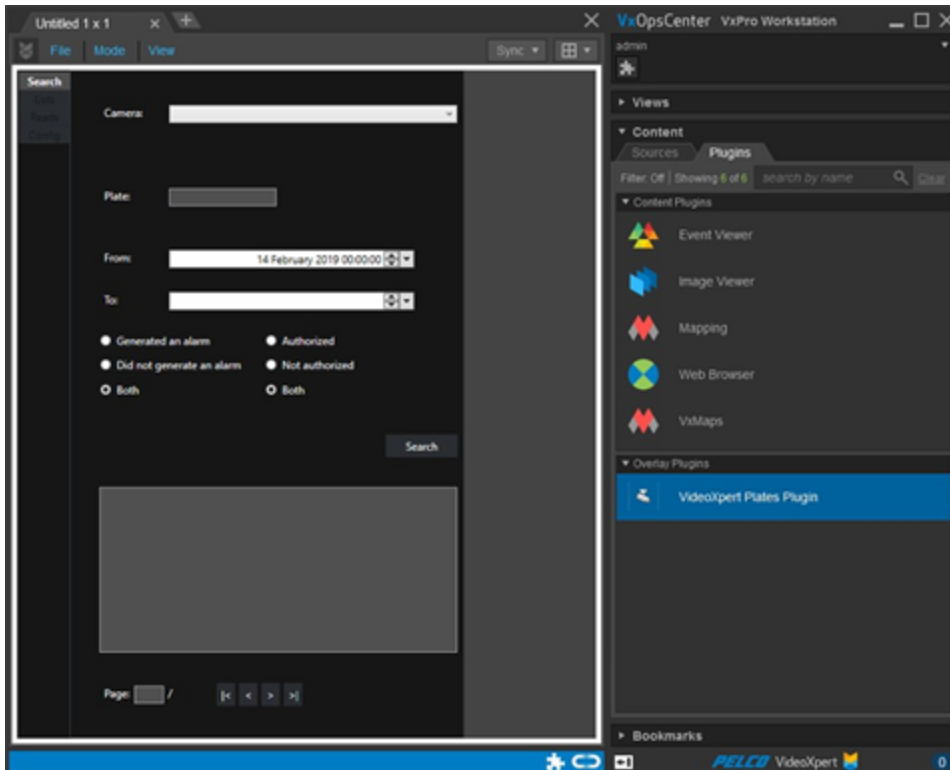 Untitled 1 x 1
File Mode View
Sync
Search
Lists
Reads
Config
Camera:
Plate:
From:
14 February 2019 00:00:00
To:
Generated an alarm
Authorized
Did not generate an alarm
Not authorized
Both
Both
Search
Page: /
|< < > >|
VxOpsCenter VxPro Workstation
admin
Views
Content
Sources Plugins
Filter: Off | Showing 6 of 6 search by name Clear
Content Plugins
Event Viewer
Image Viewer
Mapping
Web Browser
VxMaps
Overlay Plugins
VideoXpert Plates Plugin
Bookmarks
PELCO VideoXpert
0